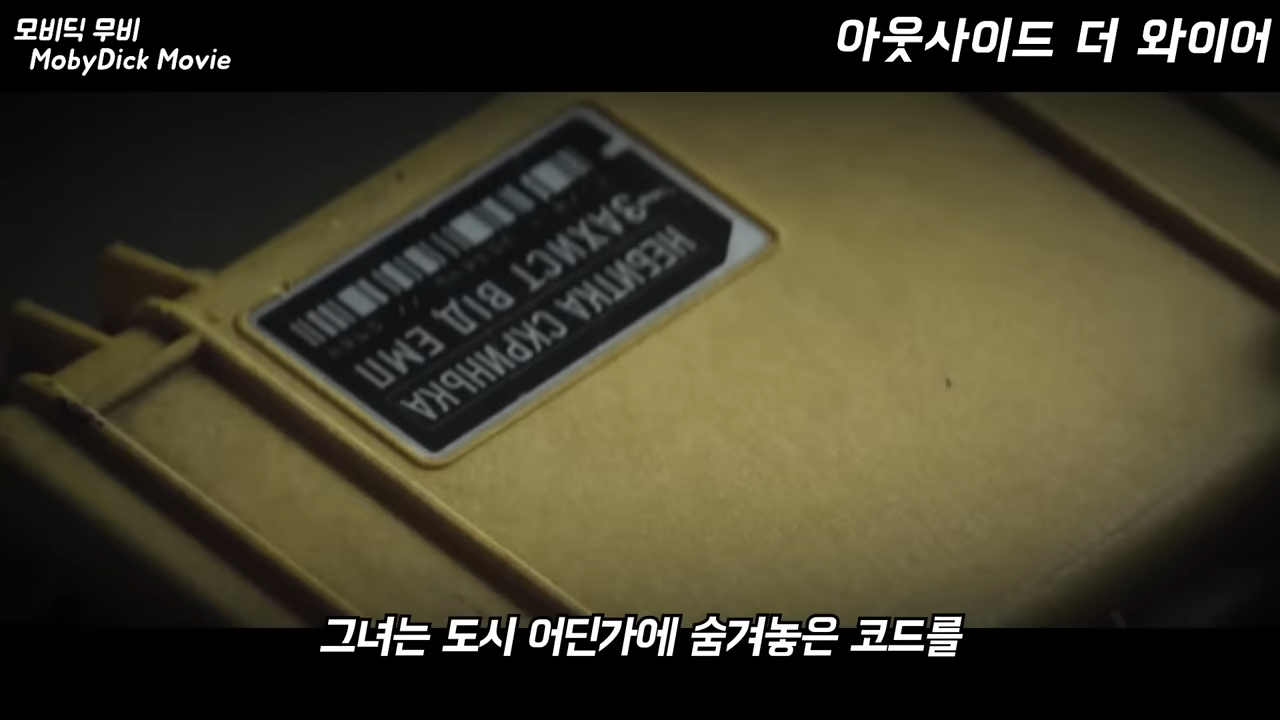 모비딕 무비
MobyDick Movie
아웃사이드 더 와이어
НЕБИТКА СКРИНЬКА
ЗАХИСТ ВІД ЕМП
그녀는 도시 어딘가에 숨겨놓은 코드를